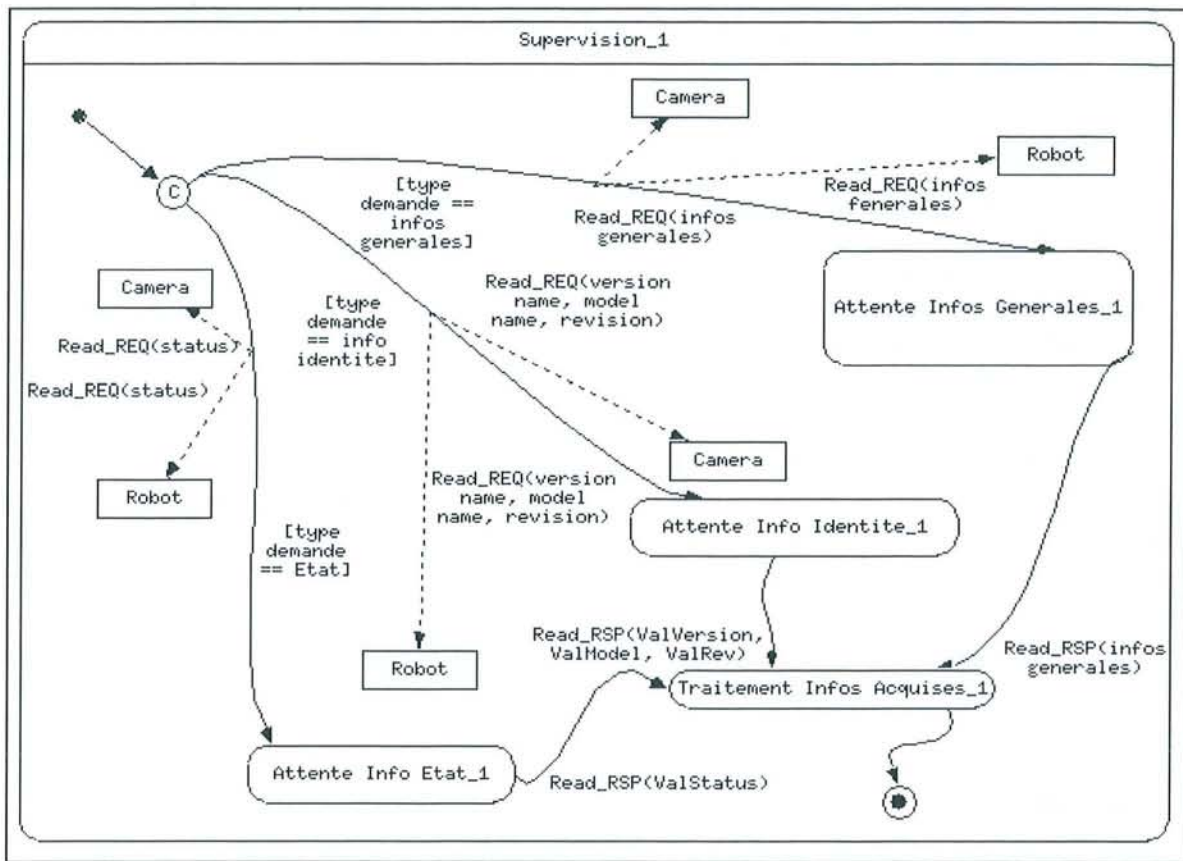 Supervision_1
Camera
Robot
C
[type
demande ==
infos
generales]
Read_REQ(infos
generales)
Read_REQ(infos
fenerales)
Camera
Read_REQ(status)
Read_REQ(status)
Robot
[type
demande
== info
identite]
Read_REQ(version
name, model
name, revision)
Attente Infos Generales_1
Camera
Read_REQ(version
name, model
name, revision)
Attente Info Identite_1
[type
demande
== Etat]
Robot
Read_RSP(ValVersion,
ValModel, ValRev)
Read_RSP(infos
generales)
Traitement Infos Acquises_1
Attente Info Etat_1
Read_RSP(ValStatus)